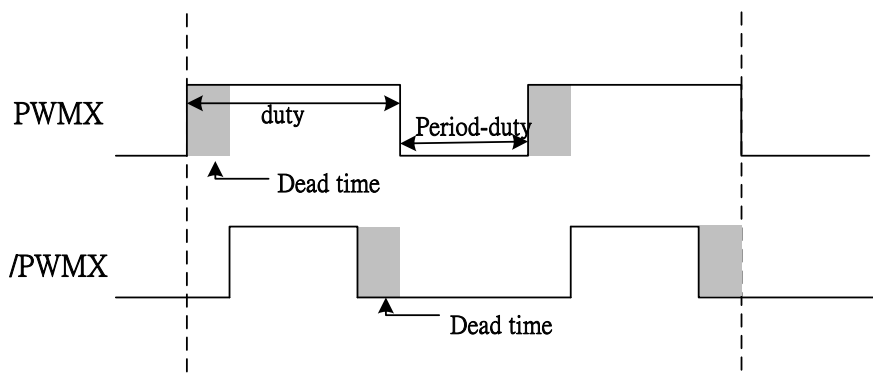 PWMX
duty
Period-duty
Dead time
/PWMX
Dead time